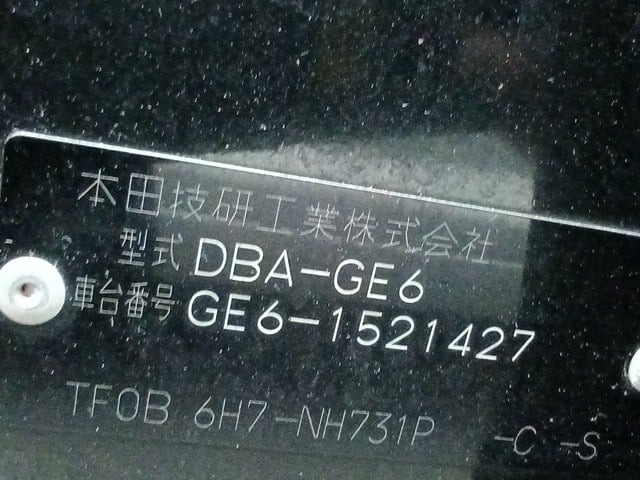 本田技研工業株式会社
型式 DBA-GE6
車台番号 GE6-1521427
TFOB 6H7-NH731P -C -S